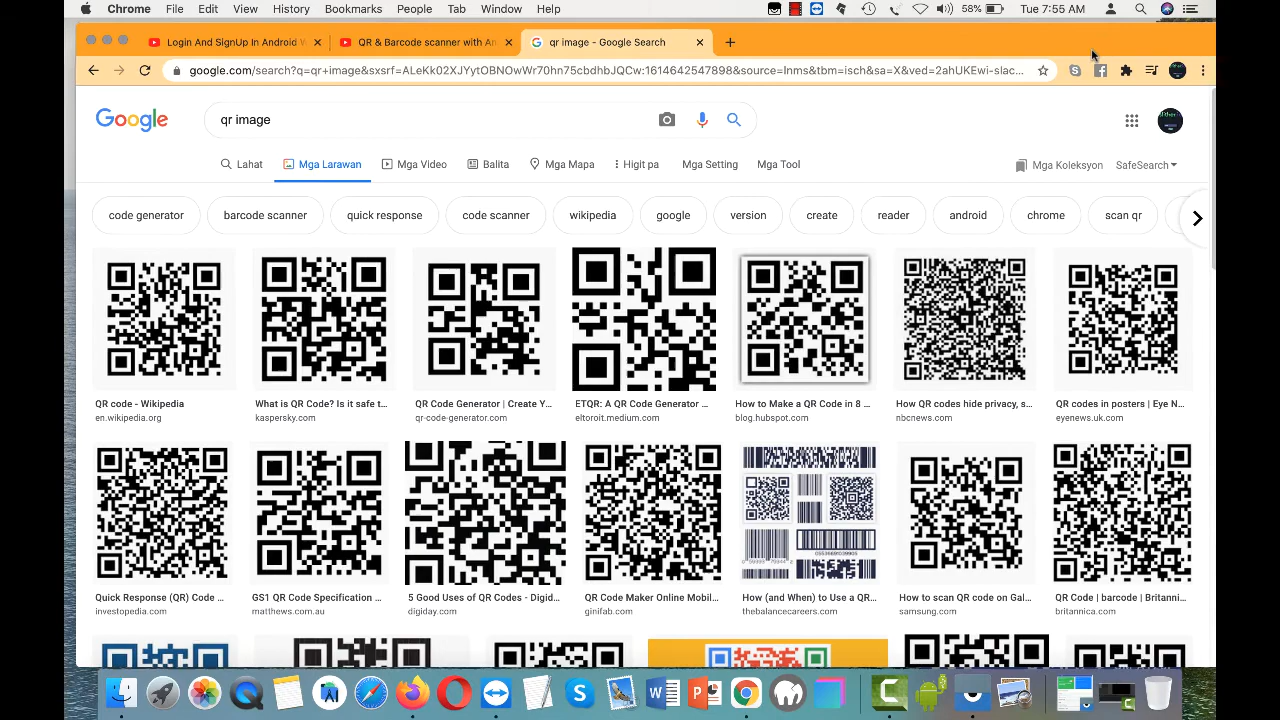 Chrome File Edit View History Bookmarks People Tab Window Help 58% Tue 7:55 AM
Login And SignUp In Android QR & Barcode scanner with An qr image - Google Search
google.com/search?q=qr+image&sxsrf=ALeKk02XJYytOBNOwWr70hn75cbdhbJQCw:1614642547898&source=lnms&tbm=isch&sa=X&ved=2ahUKEwi-slac...
Google qr image
Lahat Mga Larawan Mga Video Balita Mga Mapa Higit pa Mga Setting Mga Tool Mga Koleksyon SafeSearch
code generator barcode scanner quick response code scanner wikipedia google version create reader android chrome scan qr
QR code - Wikipedia What is QR Code? Is it safe t... QR Code Generator | Create Y... ETQR: A QR Code Generator ... How to Make a QR Code in 8 ... How QR codes hide privacy, s... QR codes in posters | Eye N...
en.wikipedia.org kaspersky.com qr-code-generator.com eltoroit.medium.com blog.hubspot.com nbcnews.com eyenews.uk.com
Quick Response (QR) Code ... GS1 QR Code Specification ... 5 Good Uses of QR Codes - Digid... QR Code Maker Online Mobil... How (and When) to Use a QR... How to scan QR code on Gal... QR Code | barcode | Britanni...
investopedia.com matthews.com.au digiday.com ginifab.com thebalancecareers.com samsung.com britannica.com